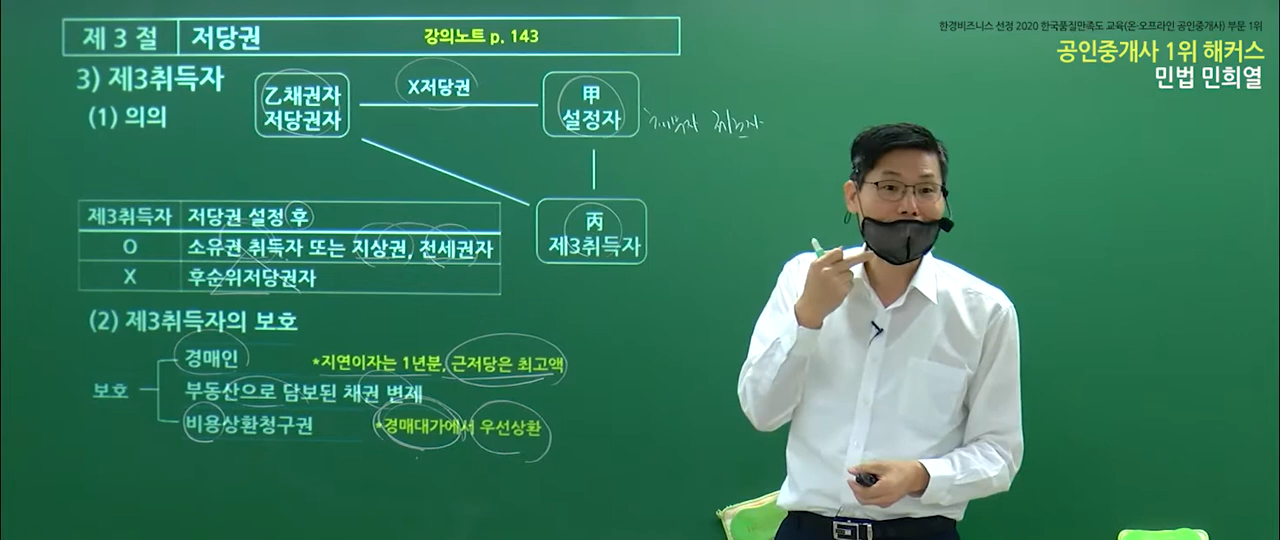 한경비즈니스 선정 2020 한국품질만족도 교육(온·오프라인 공인중개사) 부문 1위
공인중개사 1위 해커스
민법 민희열
제 3 절 저당권 강의노트 p. 143
3) 제3취득자
(1) 의의
乙채권자
저당권자
X저당권
甲
설정자
丙
제3취득자
제3취득자 저당권 설정 후
O 소유권 취득자 또는 지상권, 전세권자
X 후순위저당권자
(2) 제3취득자의 보호
보호
경매인 *지연이자는 1년분, 근저당은 최고액
부동산으로 담보된 채권 변제
비용상환청구권 *경매대가에서 우선상환